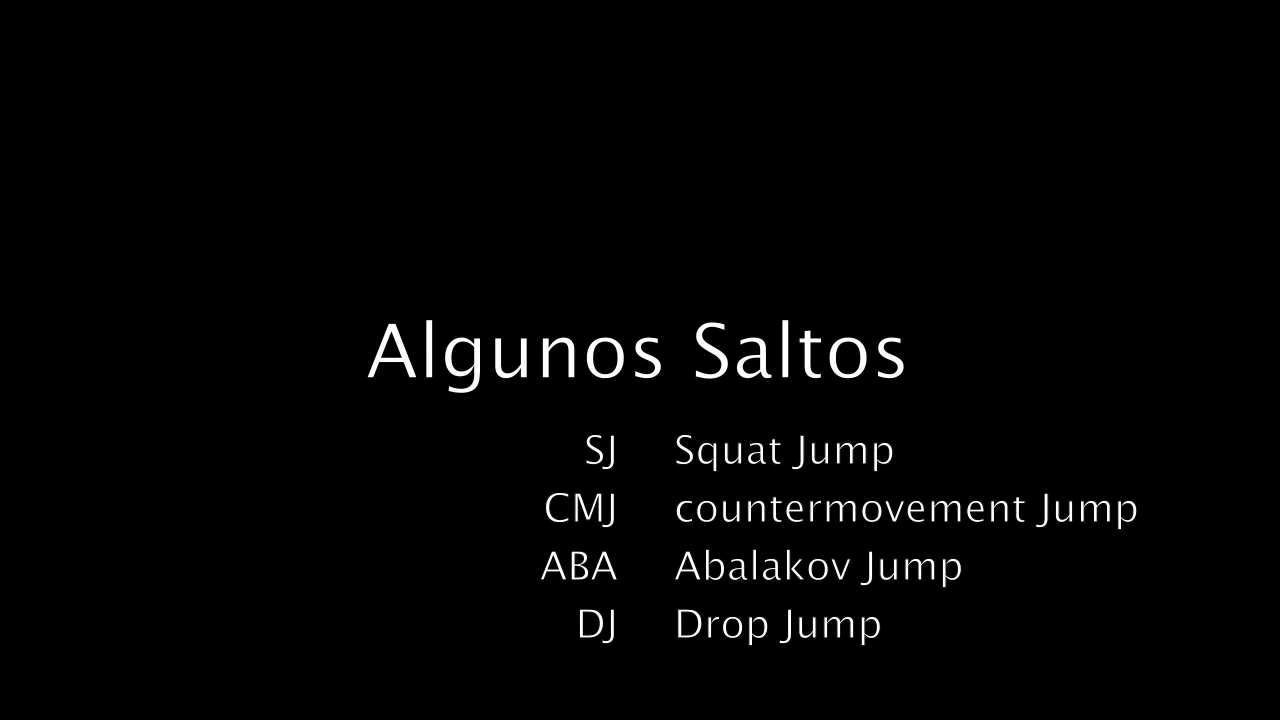 Algunos Saltos
SJ Squat Jump
CMJ countermovement Jump
ABA Abalakov Jump
DJ Drop Jump